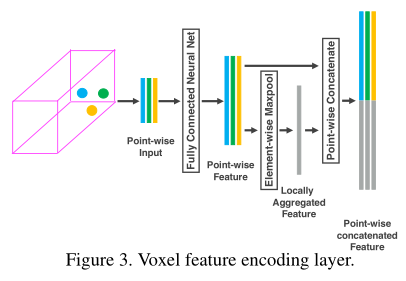 Point-wise
Input
Fully Connected Neural Net
Point-wise
Feature
Element-wise Maxpool
Locally
Aggregated
Feature
Point-wise Concatenate
Point-wise
concatenated
Feature
Figure 3. Voxel feature encoding layer.